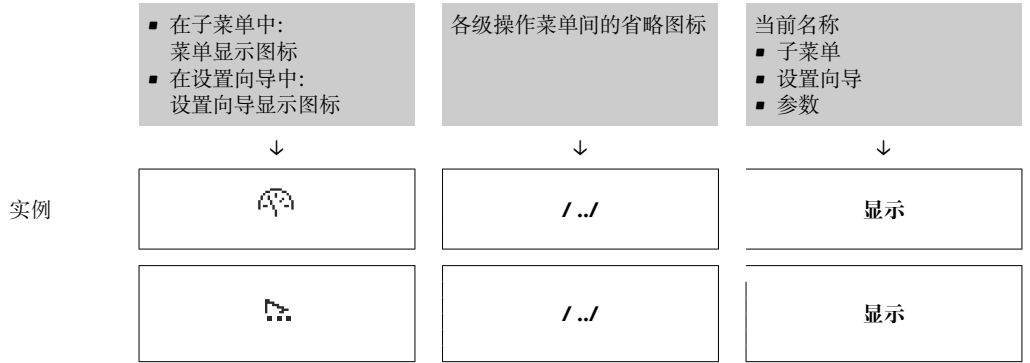 ▪ 在子菜单中:
菜单显示图标
▪ 在设置向导中:
设置向导显示图标
各级操作菜单间的省略图标
当前名称
▪ 子菜单
▪ 设置向导
▪ 参数
↓ ↓ ↓
实例
/ ../
显示
/ ../
显示